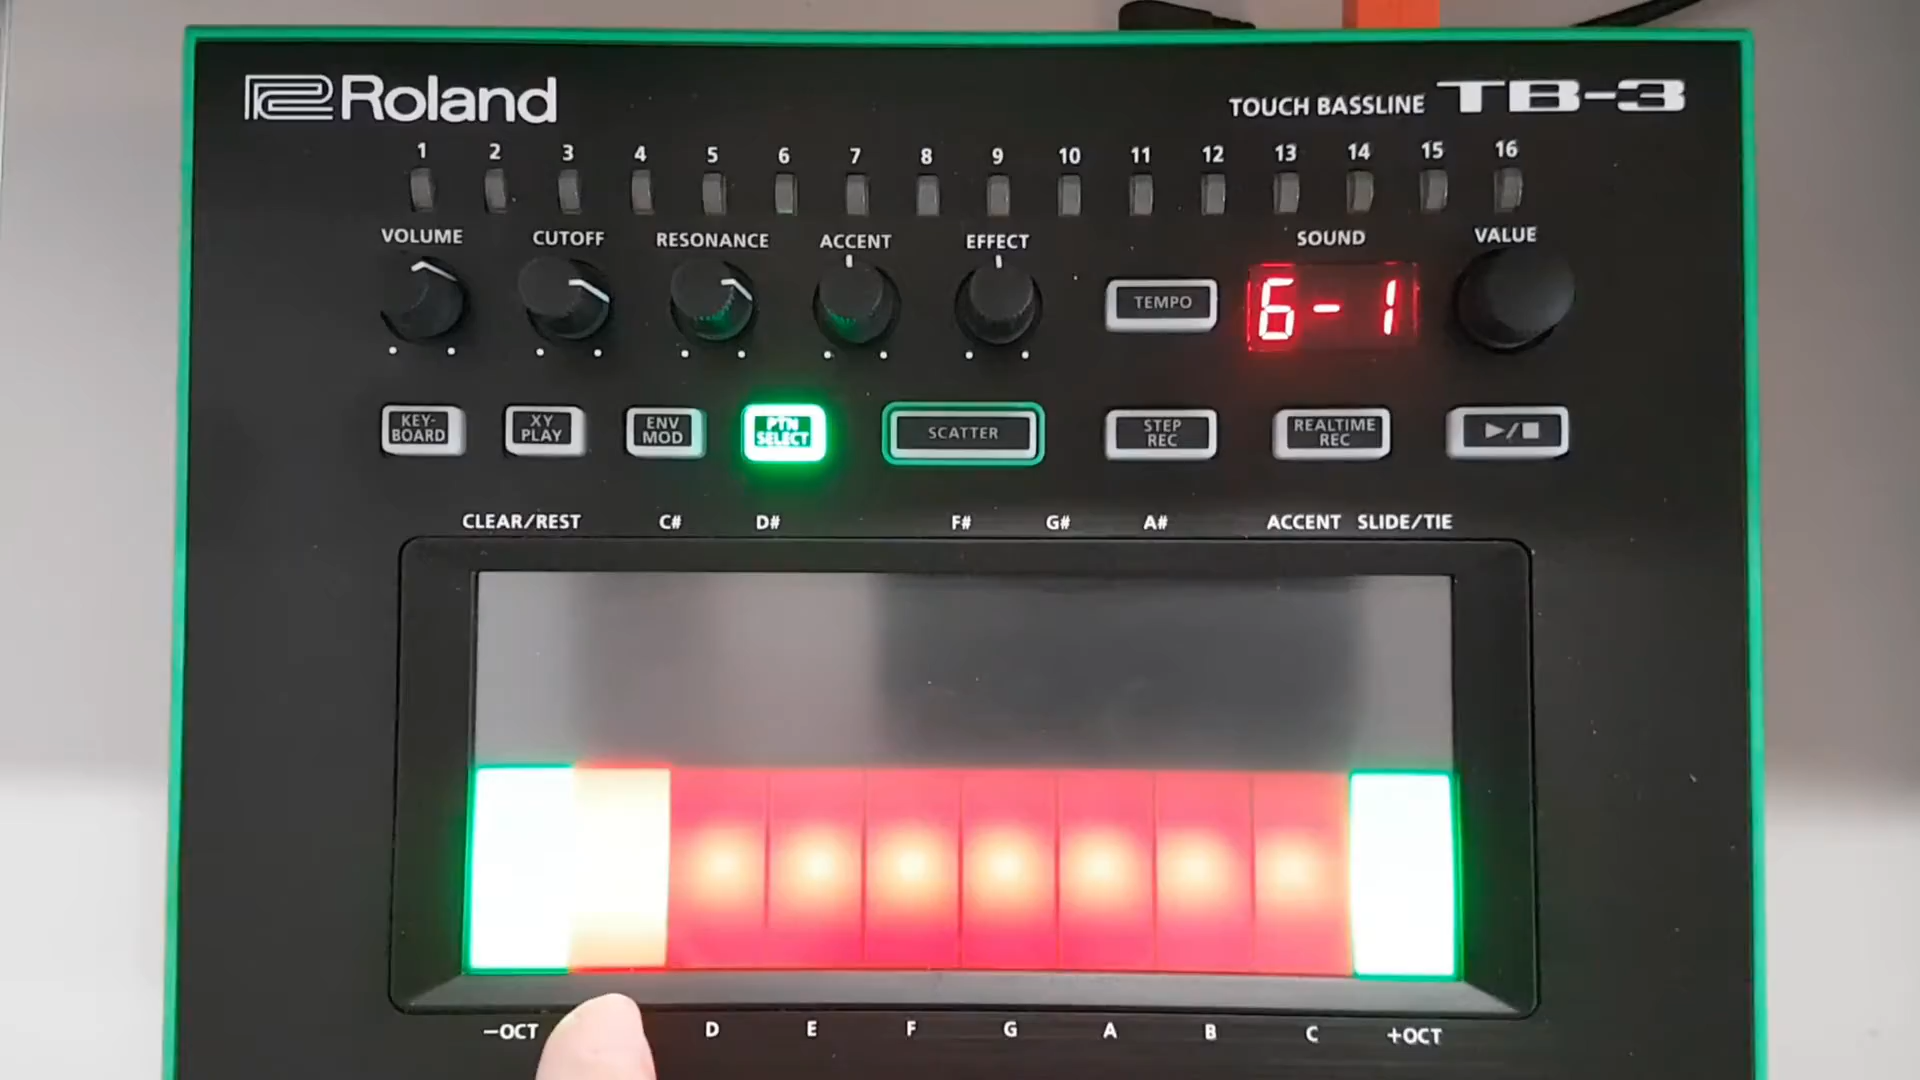 Roland
TOUCH BASSLINE TB-3
1 2 3 4 5 6 7 8 9 10 11 12 13 14 15 16
VOLUME CUTOFF RESONANCE ACCENT EFFECT SOUND VALUE
TEMPO 6-1
KEY-
BOARD
XY
PLAY
ENV
MOD
PTN
SELECT
SCATTER
STEP
REC
REALTIME
REC
CLEAR/REST C# D# F# G# A# ACCENT SLIDE/TIE
−OCT D E F G A B C +OCT